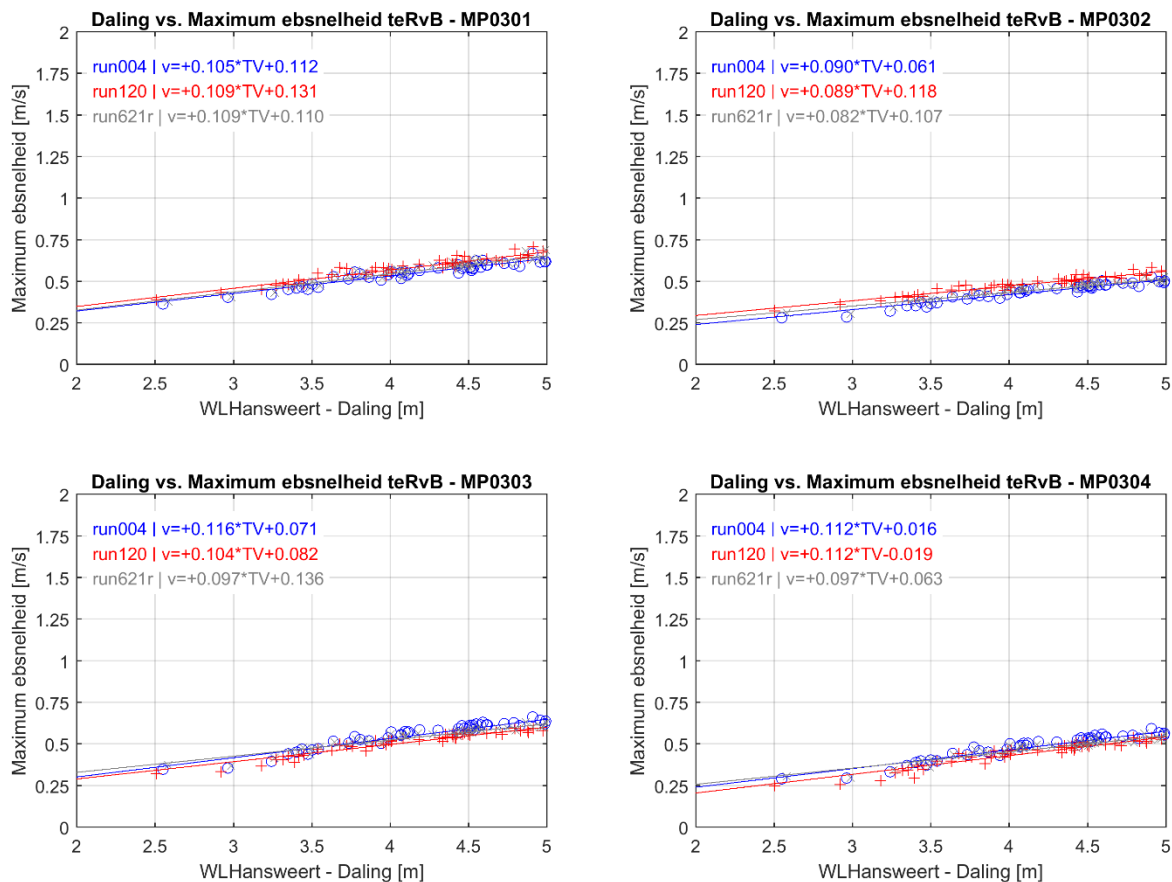 Daling vs. Maximum ebsnelheid teRvB - MP0301
2
1.75
1.5
1.25
1
0.75
0.5
0.25
0
Maximum ebsnelheid [m/s]
run004 | v=+0.105*TV+0.112
run120 | v=+0.109*TV+0.131
run621r | v=+0.109*TV+0.110
2 2.5 3 3.5 4 4.5 5
WLHansweert - Daling [m]
Daling vs. Maximum ebsnelheid teRvB - MP0302
2
1.75
1.5
1.25
1
0.75
0.5
0.25
0
Maximum ebsnelheid [m/s]
run004 | v=+0.090*TV+0.061
run120 | v=+0.089*TV+0.118
run621r | v=+0.082*TV+0.107
2 2.5 3 3.5 4 4.5 5
WLHansweert - Daling [m]
Daling vs. Maximum ebsnelheid teRvB - MP0303
2
1.75
1.5
1.25
1
0.75
0.5
0.25
0
Maximum ebsnelheid [m/s]
run004 | v=+0.116*TV+0.071
run120 | v=+0.104*TV+0.082
run621r | v=+0.097*TV+0.136
2 2.5 3 3.5 4 4.5 5
WLHansweert - Daling [m]
Daling vs. Maximum ebsnelheid teRvB - MP0304
2
1.75
1.5
1.25
1
0.75
0.5
0.25
0
Maximum ebsnelheid [m/s]
run004 | v=+0.112*TV+0.016
run120 | v=+0.112*TV-0.019
run621r | v=+0.097*TV+0.063
2 2.5 3 3.5 4 4.5 5
WLHansweert - Daling [m]